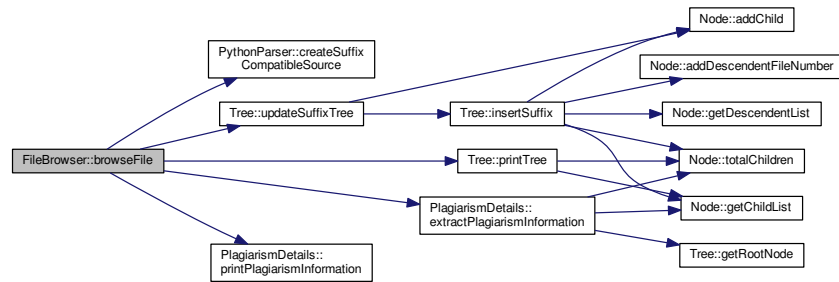 FileBrowser::browseFile
PythonParser::createSuffix
CompatibleSource
Tree::updateSuffixTree
Tree::printTree
PlagiarismDetails::
extractPlagiarismInformation
PlagiarismDetails::
printPlagiarismInformation
Tree::insertSuffix
Node::addChild
Node::addDescendentFileNumber
Node::getDescendentList
Node::totalChildren
Node::getChildList
Tree::getRootNode